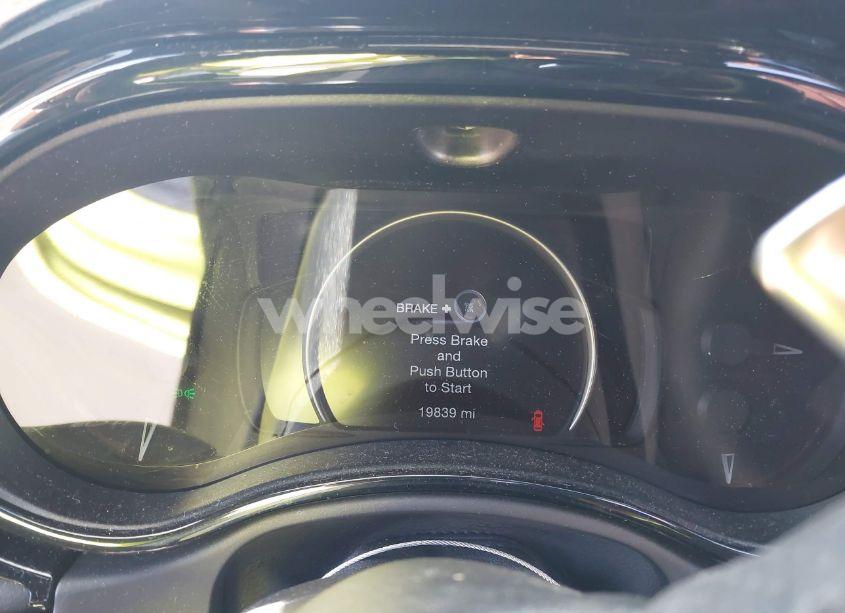 wheelwise
BRAKE +
Press Brake
and
Push Button
to Start
19839 mi